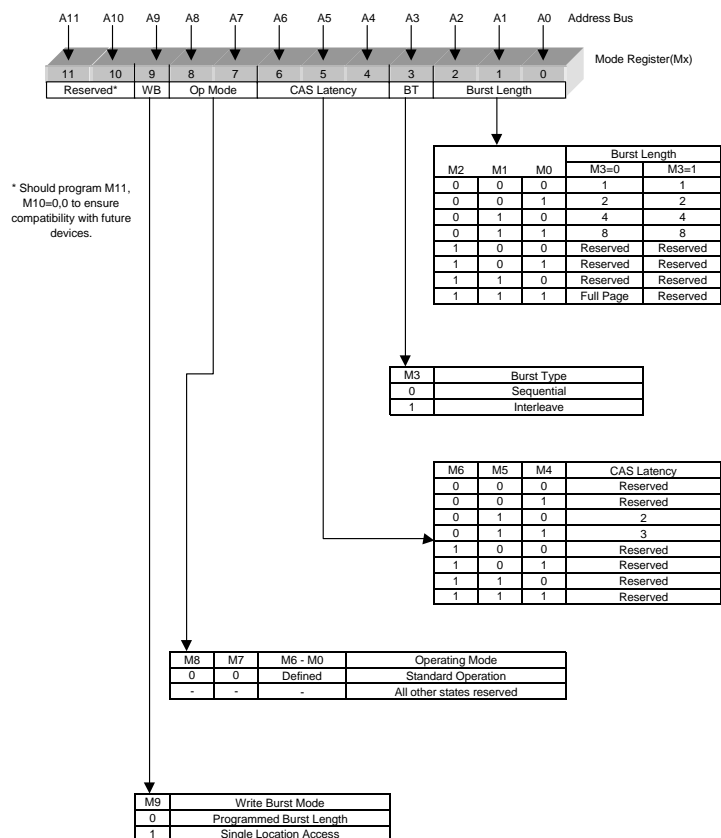 A11 A10 A9 A8 A7 A6 A5 A4 A3 A2 A1 A0 Address Bus
Mode Register(Mx)
11 10 9 8 7 6 5 4 3 2 1 0
Reserved* WB Op Mode CAS Latency BT Burst Length
* Should program M11,
M10=0,0 to ensure
compatibility with future
devices.
Burst Length
M2 M1 M0 M3=0 M3=1
0 0 0 1 1
0 0 1 2 2
0 1 0 4 4
0 1 1 8 8
1 0 0 Reserved Reserved
1 0 1 Reserved Reserved
1 1 0 Reserved Reserved
1 1 1 Full Page Reserved
M3 Burst Type
0 Sequential
1 Interleave
M6 M5 M4 CAS Latency
0 0 0 Reserved
0 0 1 Reserved
0 1 0 2
0 1 1 3
1 0 0 Reserved
1 0 1 Reserved
1 1 0 Reserved
1 1 1 Reserved
M8 M7 M6 - M0 Operating Mode
0 0 Defined Standard Operation
- - - All other states reserved
M9 Write Burst Mode
0 Programmed Burst Length
1 Single Location Access